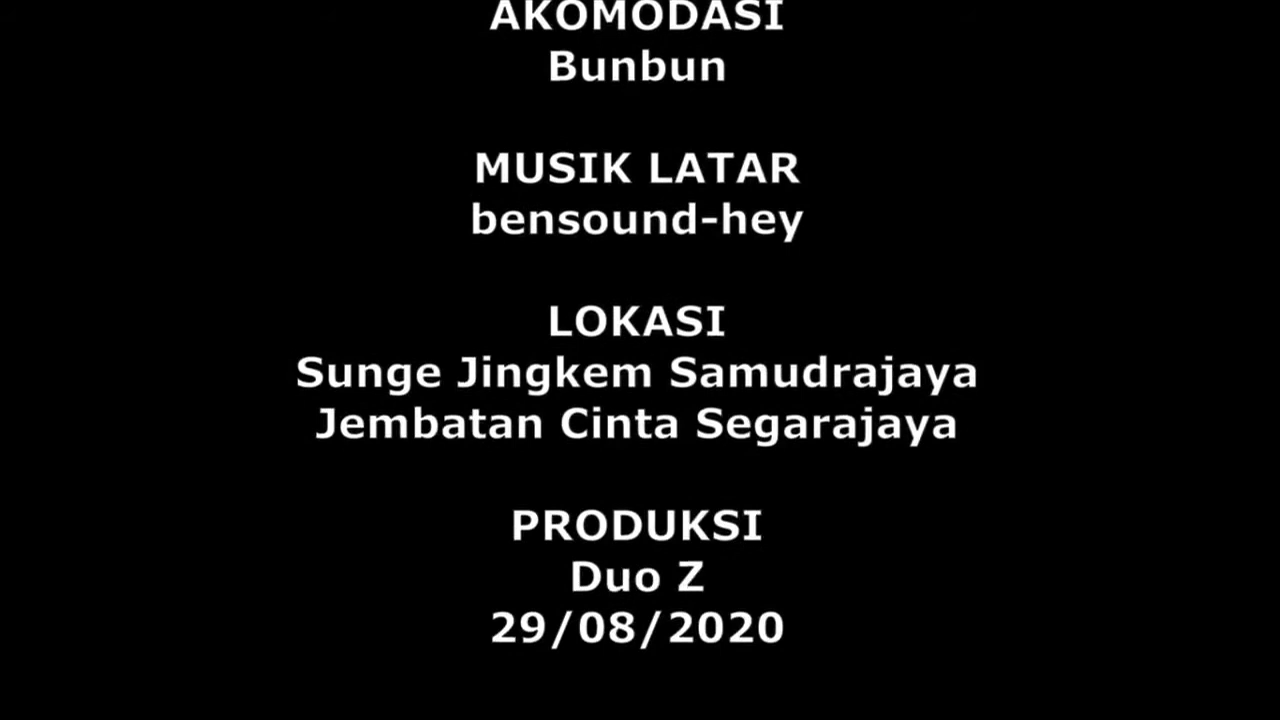 AKOMODASI
Bunbun
MUSIK LATAR
bensound-hey
LOKASI
Sunge Jingkem Samudrajaya
Jembatan Cinta Segarajaya
PRODUKSI
Duo Z
29/08/2020